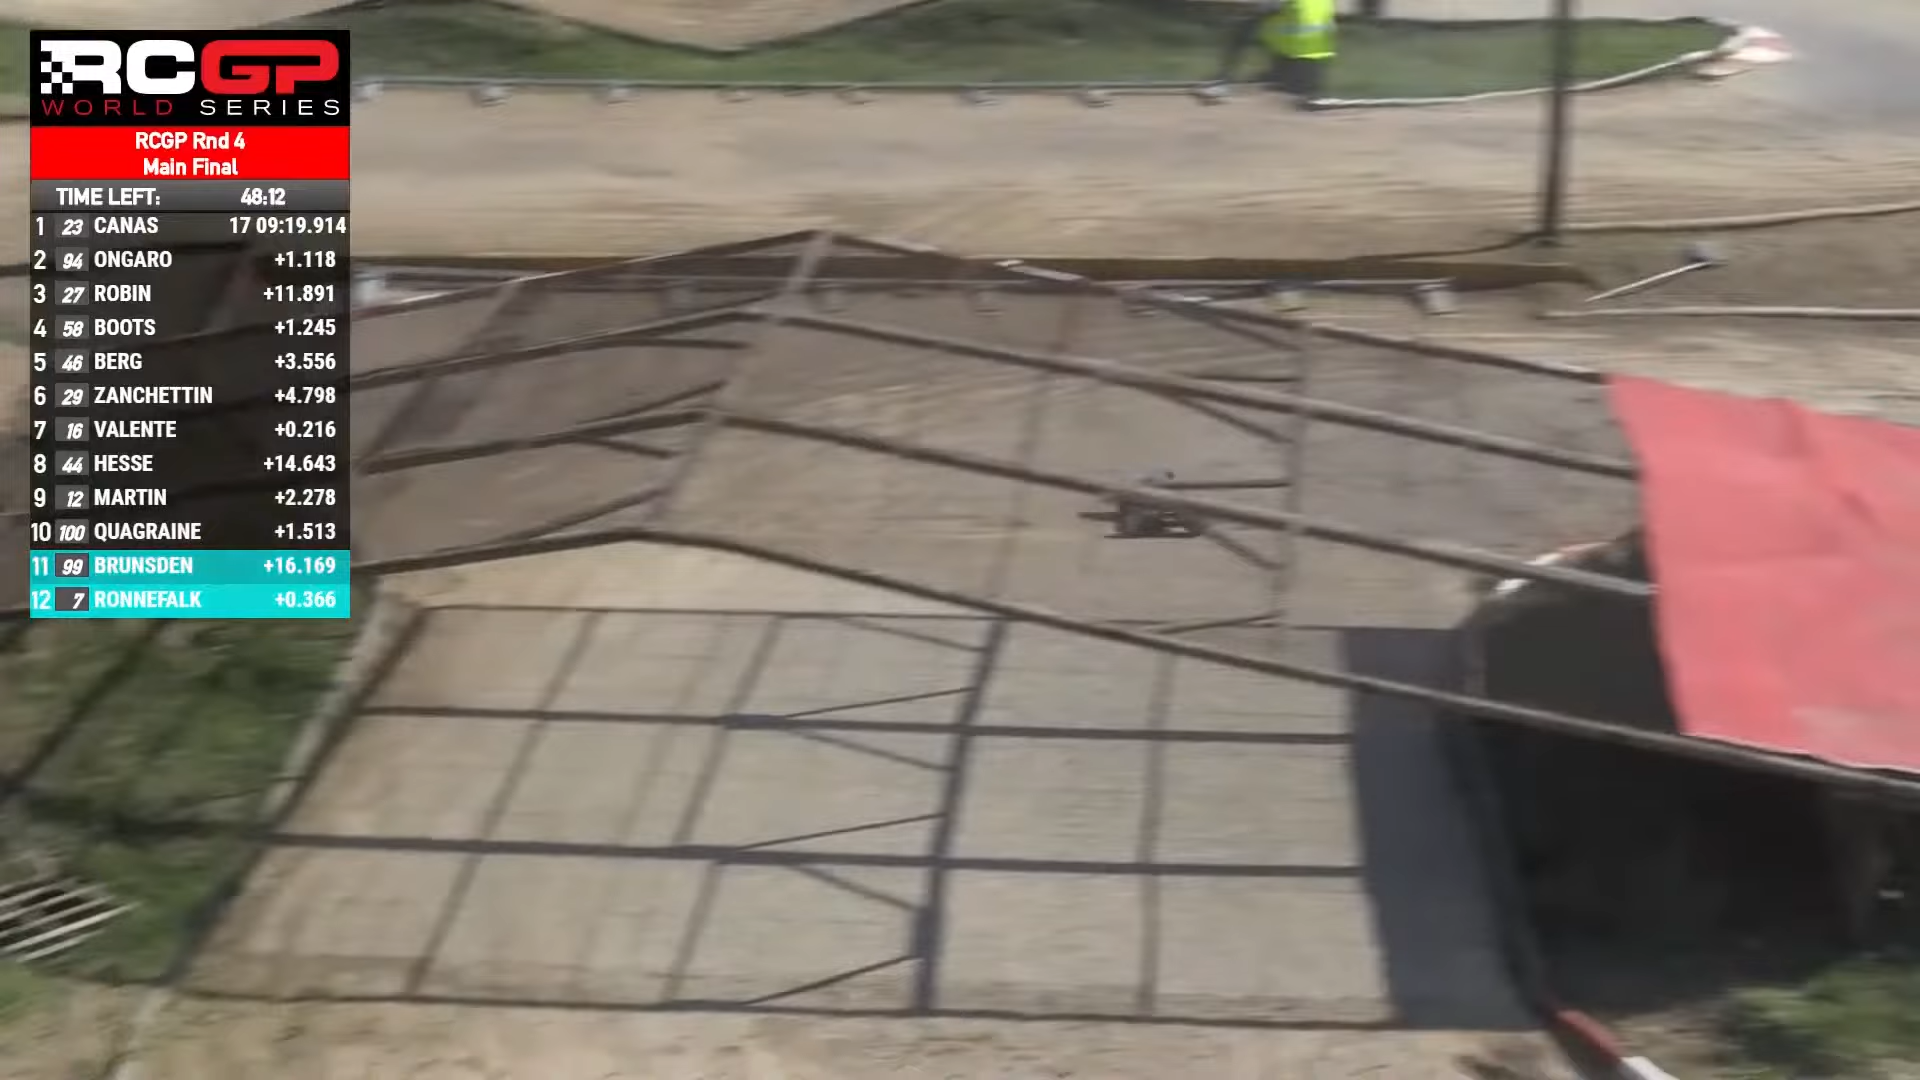 RCGP
WORLD SERIES
RCGP Rnd 4
Main Final
TIME LEFT: 48:12
1 23 CANAS 17 09:19.914
2 94 ONGARO +1.118
3 27 ROBIN +11.891
4 58 BOOTS +1.245
5 46 BERG +3.556
6 29 ZANCHETTIN +4.798
7 16 VALENTE +0.216
8 44 HESSE +14.643
9 12 MARTIN +2.278
10 100 QUAGRAINE +1.513
11 99 BRUNSDEN +16.169
12 7 RONNEFALK +0.366